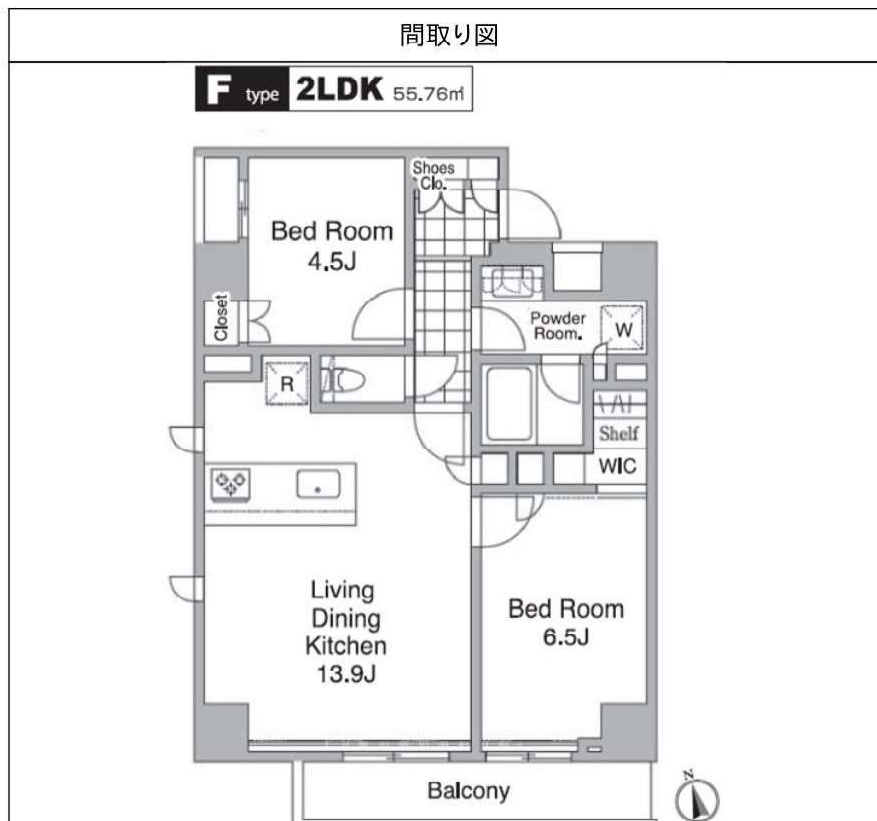 間取り図
F type 2LDK 55.76㎡
Shoes
Clo.
Bed Room
4.5J
Closet
Powder
Room.
W
R
Shelf
WIC
Living
Dining
Kitchen
13.9J
Bed Room
6.5J
Balcony
N